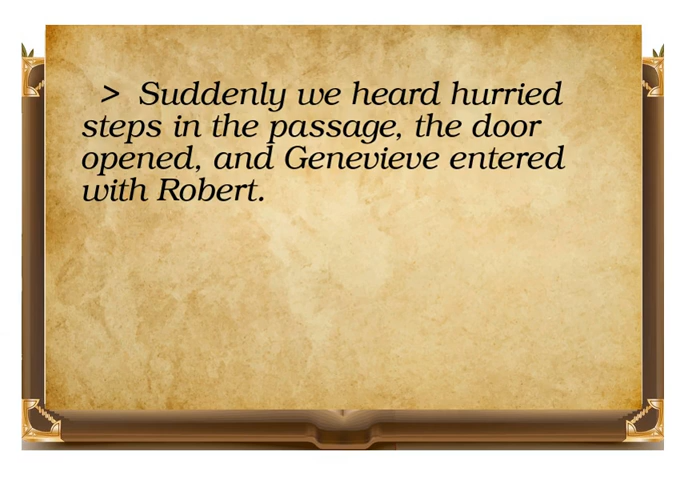 > Suddenly we heard hurried
steps in the passage, the door
opened, and Genevieve entered
with Robert.